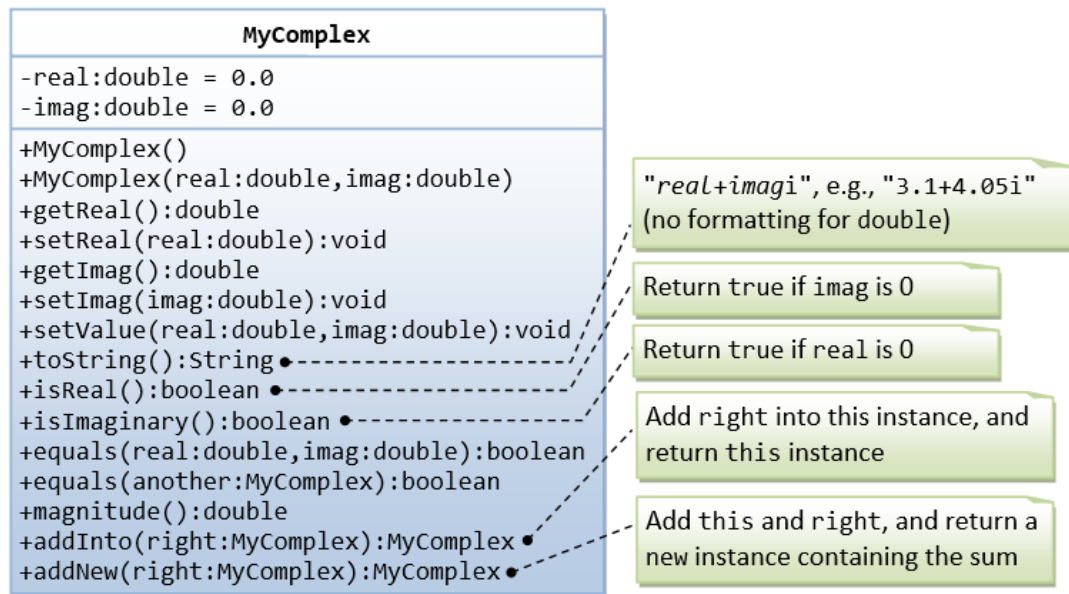 MyComplex
-real:double = 0.0
-imag:double = 0.0
+MyComplex()
+MyComplex(real:double,imag:double)
+getReal():double
+setReal(real:double):void
+getImag():double
+setImag(imag:double):void
+setValue(real:double,imag:double):void
+toString():String
+isReal():boolean
+isImaginary():boolean
+equals(real:double,imag:double):boolean
+equals(another:MyComplex):boolean
+magnitude():double
+addInto(right:MyComplex):MyComplex
+addNew(right:MyComplex):MyComplex
"real+imagi", e.g., "3.1+4.05i"
(no formatting for double)
Return true if imag is 0
Return true if real is 0
Add right into this instance, and
return this instance
Add this and right, and return a
new instance containing the sum